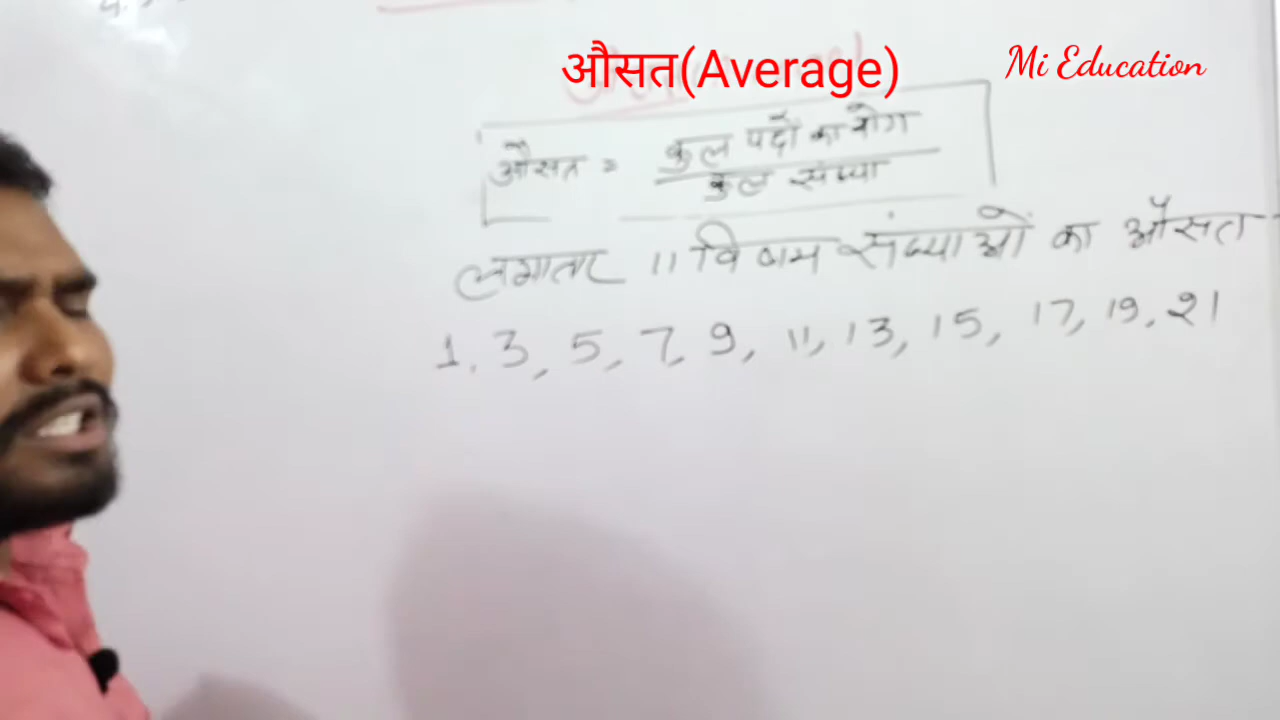 औसत(Average)
Mi Education
औसत = कुल पदों का योग
कुल संख्या
लगातार 11 विषम संख्याओं का औसत
1, 3, 5, 7, 9, 11, 13, 15, 17, 19, 21